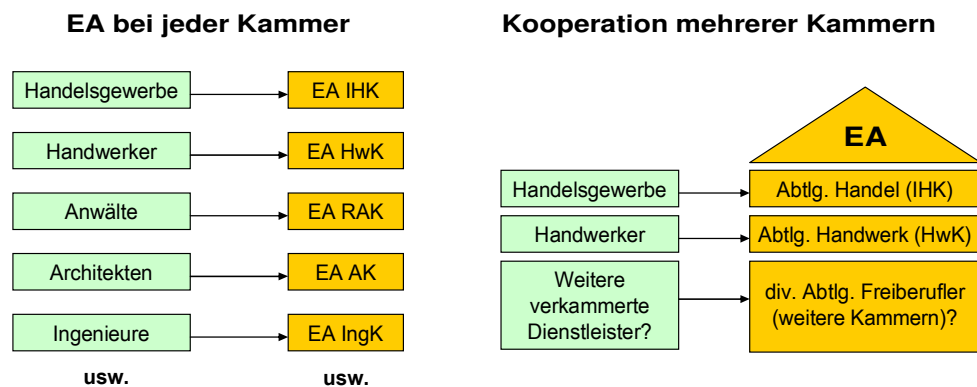 EA bei jeder Kammer
Handelsgewerbe
EA IHK
Handwerker
EA HwK
Anwälte
EA RAK
Architekten
EA AK
Ingenieure
EA IngK
usw.
usw.
Kooperation mehrerer Kammern
EA
Handelsgewerbe
Abtlg. Handel (IHK)
Handwerker
Abtlg. Handwerk (HwK)
Weitere
verkammerte
Dienstleister?
div. Abtlg. Freiberufler
(weitere Kammern)?